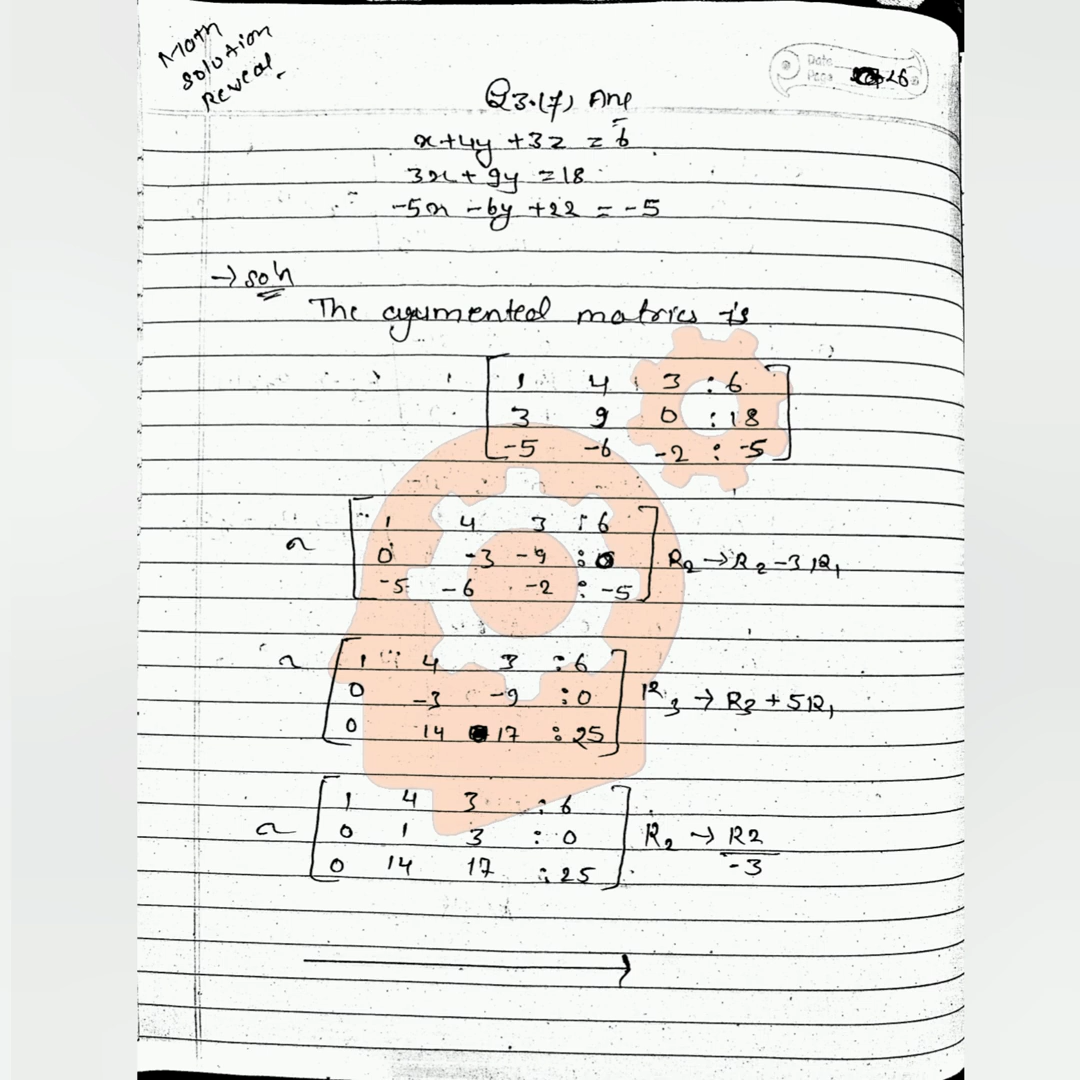 Math
solution
Reveal.
Date
Page 26
Q3.(7) Ans
x+4y +3z = 6
3x+9y =18
-5x -6y +2z = -5
→ soln
The agumented matrics is
1 4 3 : 6
3 9 0 : 18
-5 -6 -2 : -5
~ 1 4 3 : 6
0 -3 -9 : 0 R2 → R2 -3R1
-5 -6 -2 : -5
~ 1 4 3 : 6
0 -3 -9 : 0 R3 → R3 + 5R1
0 14 17 : 25
~ 1 4 3 : 6
0 1 3 : 0 R2 → R2/-3
0 14 17 : 25